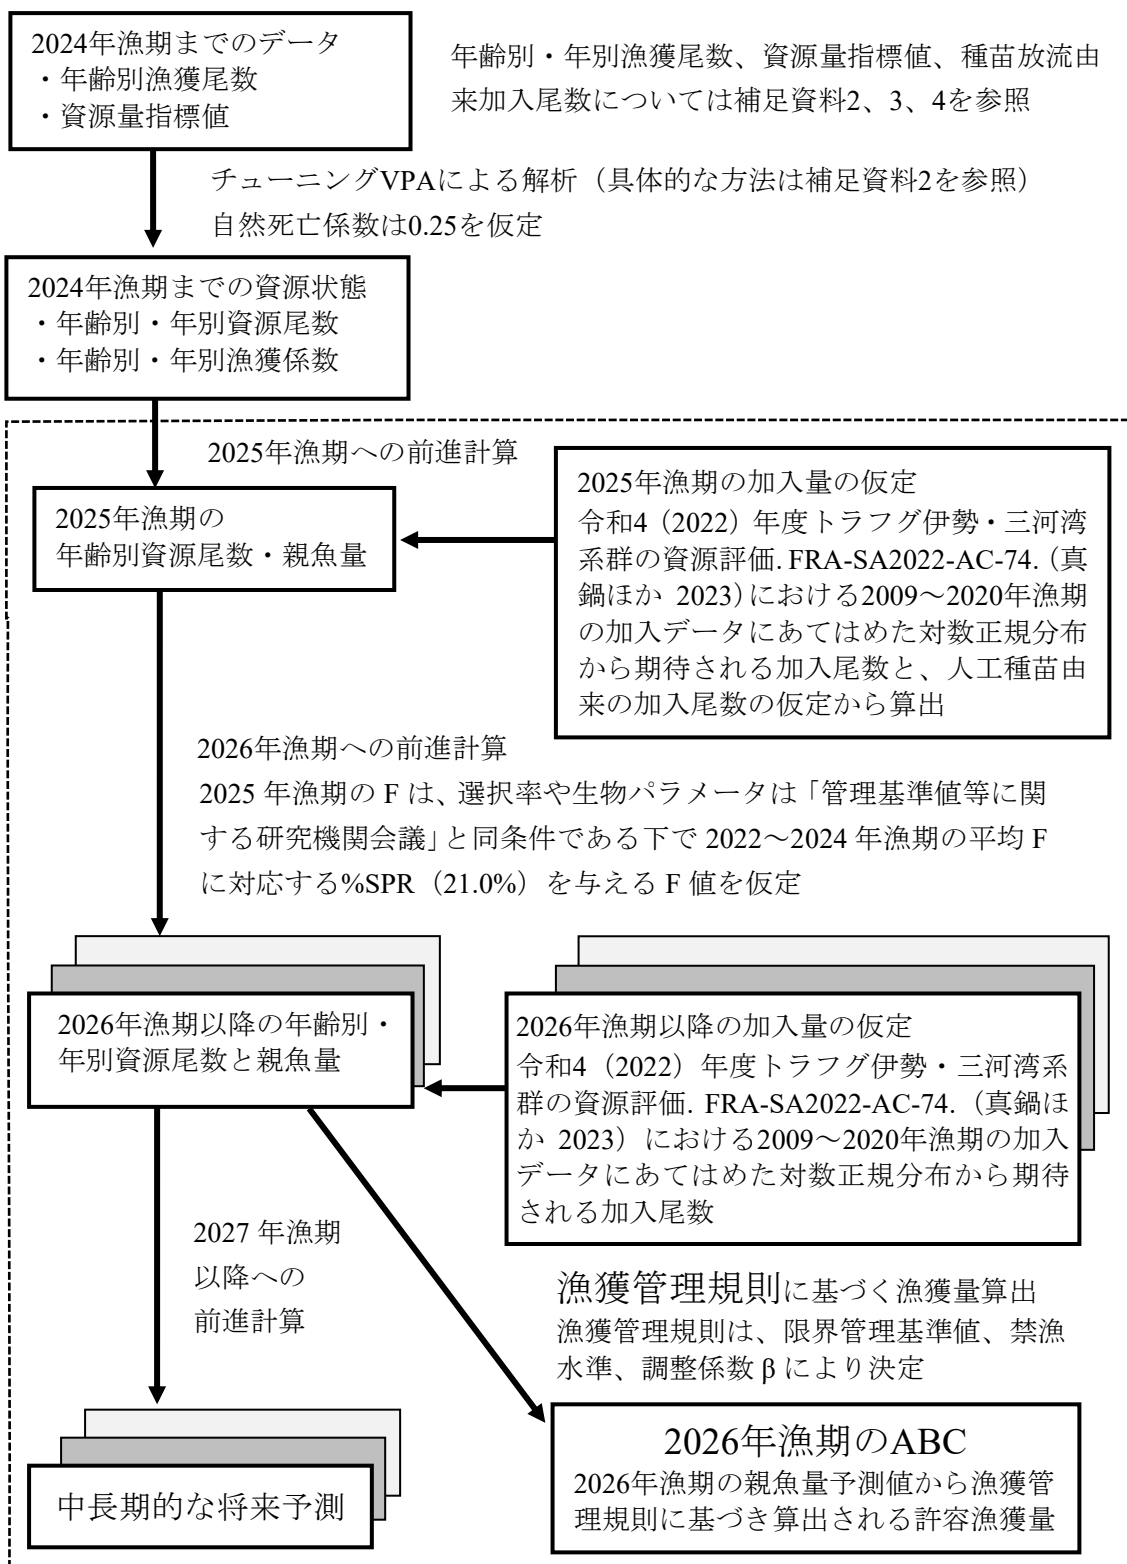 2024年漁期までのデータ
・年齢別漁獲尾数
・資源量指標値
年齢別・年別漁獲尾数、資源量指標値、種苗放流由
来加入尾数については補足資料2、3、4を参照
チューニングVPAによる解析（具体的な方法は補足資料2を参照）
自然死亡係数は0.25を仮定
2024年漁期までの資源状態
・年齢別・年別資源尾数
・年齢別・年別漁獲係数
2025年漁期への前進計算
2025年漁期の
年齢別資源尾数・親魚量
2025年漁期の加入量の仮定
令和4（2022）年度トラフグ伊勢・三河湾
系群の資源評価. FRA-SA2022-AC-74.（真
鍋ほか 2023）における2009～2020年漁期
の加入データにあてはめた対数正規分布
から期待される加入尾数と、人工種苗由
来の加入尾数の仮定から算出
2026年漁期への前進計算
2025 年漁期の F は、選択率や生物パラメータは「管理基準値等に関
する研究機関会議」と同条件である下で 2022～2024 年漁期の平均 F
に対応する%SPR（21.0%）を与える F 値を仮定
2026年漁期以降の年齢別・
年別資源尾数と親魚量
2026年漁期以降の加入量の仮定
令和4（2022）年度トラフグ伊勢・三河湾系
群の資源評価. FRA-SA2022-AC-74.（真鍋ほ
か 2023）における2009～2020年漁期の加入
データにあてはめた対数正規分布から期待
される加入尾数
2027 年漁期
以降への
前進計算
漁獲管理規則に基づく漁獲量算出
漁獲管理規則は、限界管理基準値、禁漁
水準、調整係数 β により決定
中長期的な将来予測
2026年漁期のABC
2026年漁期の親魚量予測値から漁獲管
理規則に基づき算出される許容漁獲量